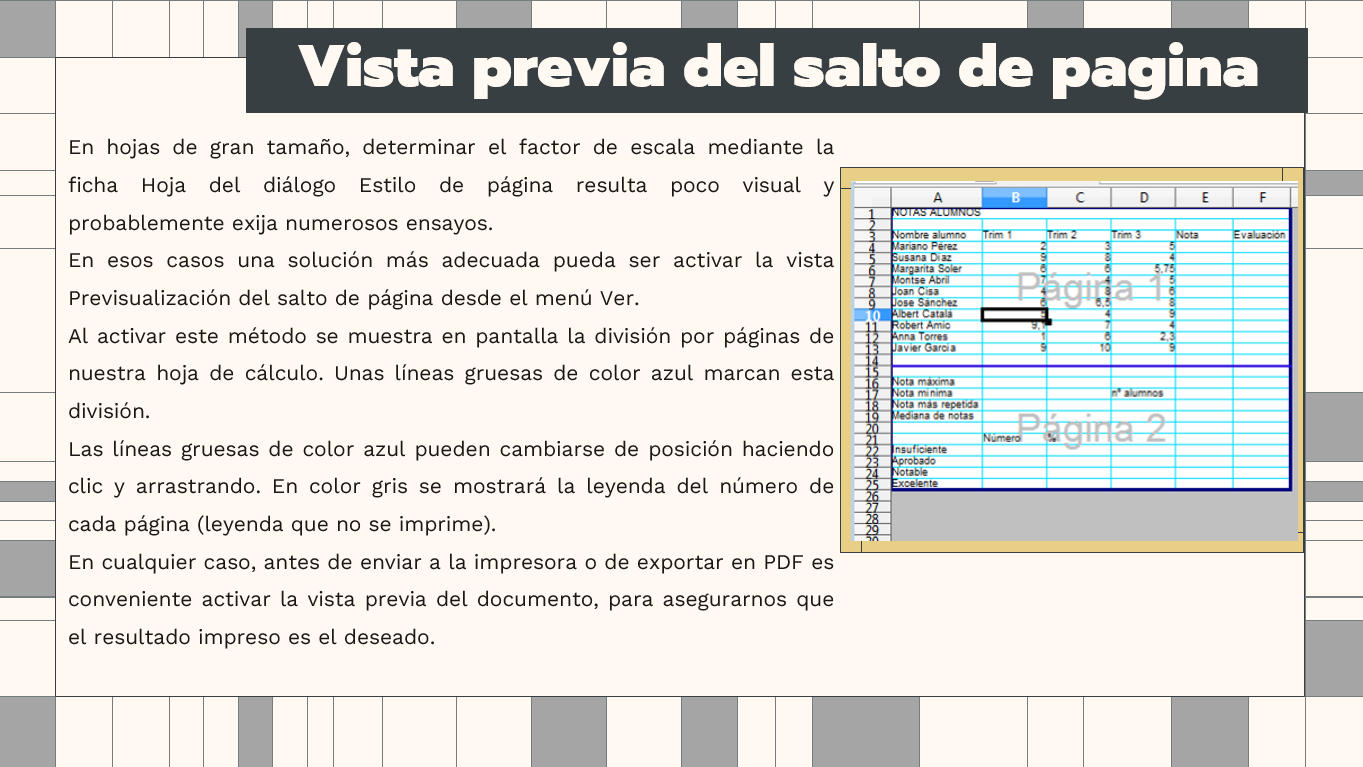 Vista previa del salto de pagina
En hojas de gran tamaño, determinar el factor de escala mediante la
ficha Hoja del diálogo Estilo de página resulta poco visual y
probablemente exija numerosos ensayos.
En esos casos una solución más adecuada pueda ser activar la vista
Previsualización del salto de página desde el menú Ver.
Al activar este método se muestra en pantalla la división por páginas de
nuestra hoja de cálculo. Unas líneas gruesas de color azul marcan esta
división.
Las líneas gruesas de color azul pueden cambiarse de posición haciendo
clic y arrastrando. En color gris se mostrará la leyenda del número de
cada página (leyenda que no se imprime).
En cualquier caso, antes de enviar a la impresora o de exportar en PDF es
conveniente activar la vista previa del documento, para asegurarnos que
el resultado impreso es el deseado.
A B C D E F
1 NOTAS ALUMNOS
2
3 Nombre alumno Trim 1 Trim 2 Trim 3 Nota Evaluación
4 Mariano Pérez 2 3 5
5 Susana Díaz 9 8 4
6 Margarita Soler 6 6 5,75
7 Montse Abril 7 4 5
8 Joan Cisa 4 8 6
9 Jose Sánchez 6 6,5 8
10 Albert Català 4 9
11 Robert Amio 9,1 7 4
12 Anna Torres 1 6 2,3
13 Javier García 9 10 9
Página 1
15
16 Nota máxima
17 Nota mínima nº alumnos
18 Nota más repetida
19 Mediana de notas
20
21 Número %
22 Insuficiente
23 Aprobado
24 Notable
25 Excelente
Página 2
26
27
28
29